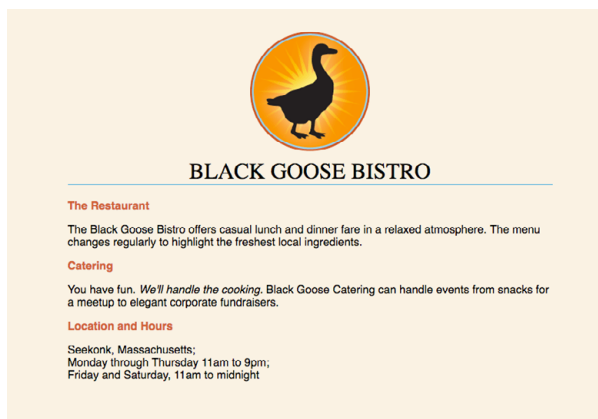 BLACK GOOSE BISTRO
The Restaurant
The Black Goose Bistro offers casual lunch and dinner fare in a relaxed atmosphere. The menu
changes regularly to highlight the freshest local ingredients.
Catering
You have fun. We'll handle the cooking. Black Goose Catering can handle events from snacks for
a meetup to elegant corporate fundraisers.
Location and Hours
Seekonk, Massachusetts;
Monday through Thursday 11am to 9pm;
Friday and Saturday, 11am to midnight